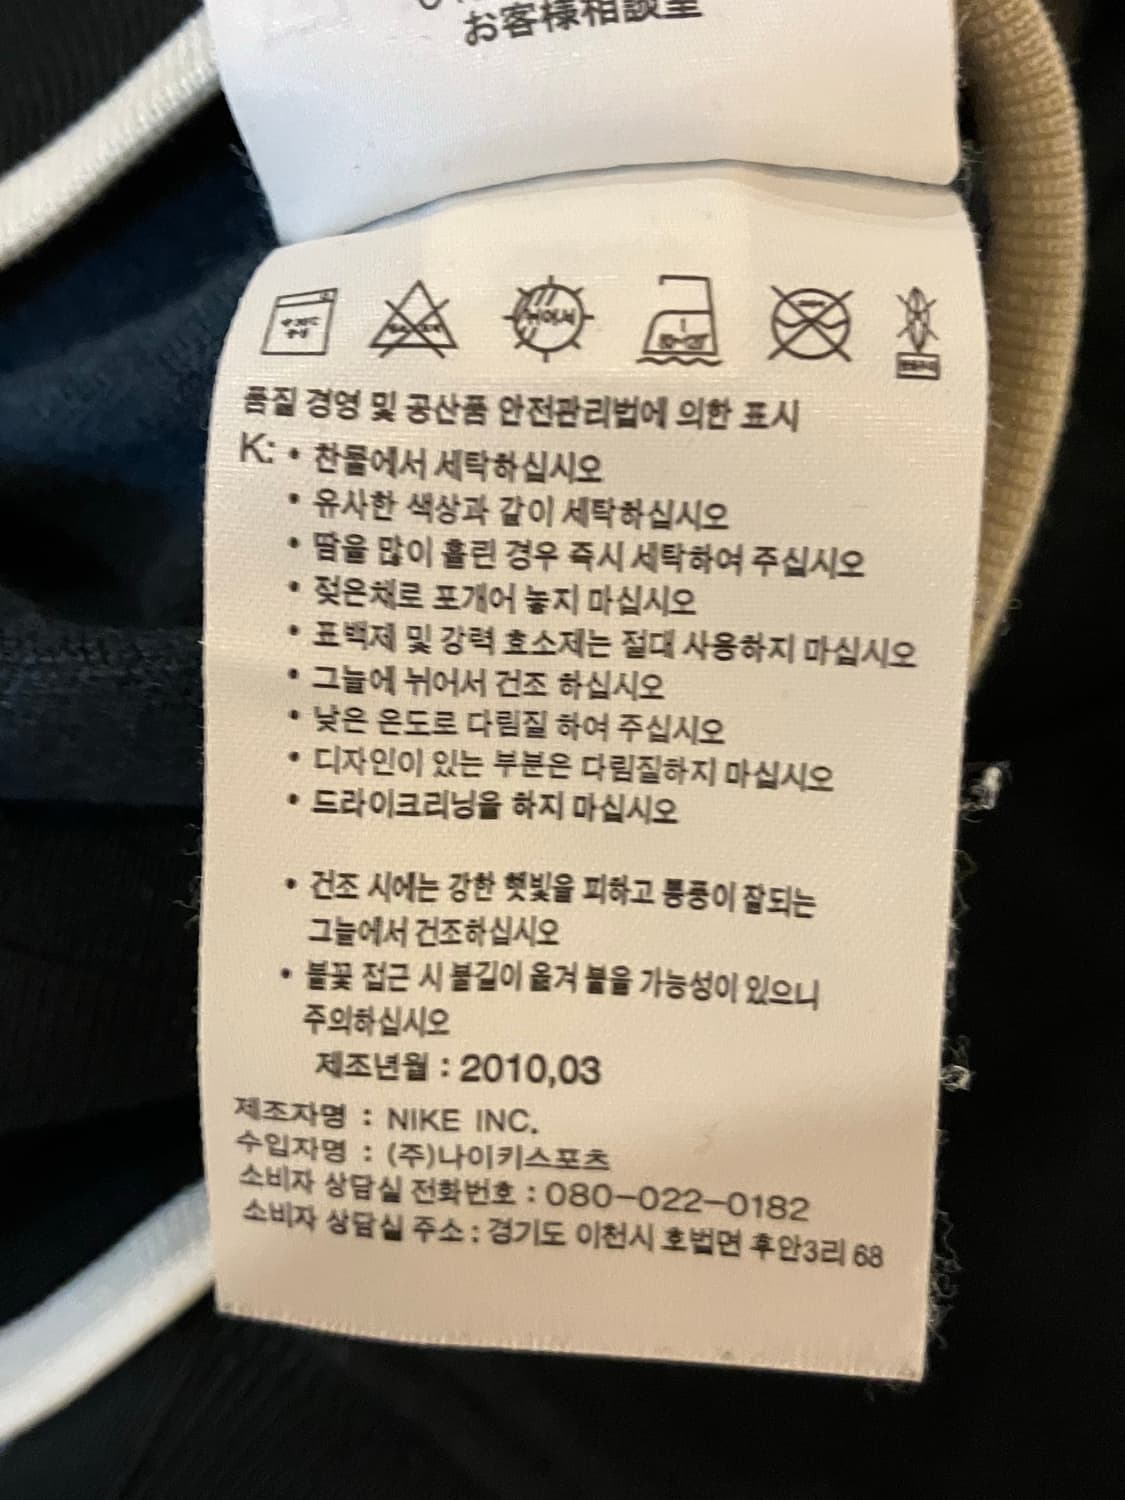 お客様相談室
뉘어서
80~120°
품질 경영 및 공산품 안전관리법에 의한 표시
K: • 찬물에서 세탁하십시오
• 유사한 색상과 같이 세탁하십시오
• 땀을 많이 흘린 경우 즉시 세탁하여 주십시오
• 젖은채로 포개어 놓지 마십시오
• 표백제 및 강력 효소제는 절대 사용하지 마십시오
• 그늘에 뉘어서 건조 하십시오
• 낮은 온도로 다림질 하여 주십시오
• 디자인이 있는 부분은 다림질하지 마십시오
• 드라이크리닝을 하지 마십시오
• 건조 시에는 강한 햇빛을 피하고 통풍이 잘되는
그늘에서 건조하십시오
• 불꽃 접근 시 불길이 옮겨 붙을 가능성이 있으니
주의하십시오
제조년월 : 2010,03
제조자명 : NIKE INC.
수입자명 : (주)나이키스포츠
소비자 상담실 전화번호 : 080-022-0182
소비자 상담실 주소 : 경기도 이천시 호법면 후안3리 68